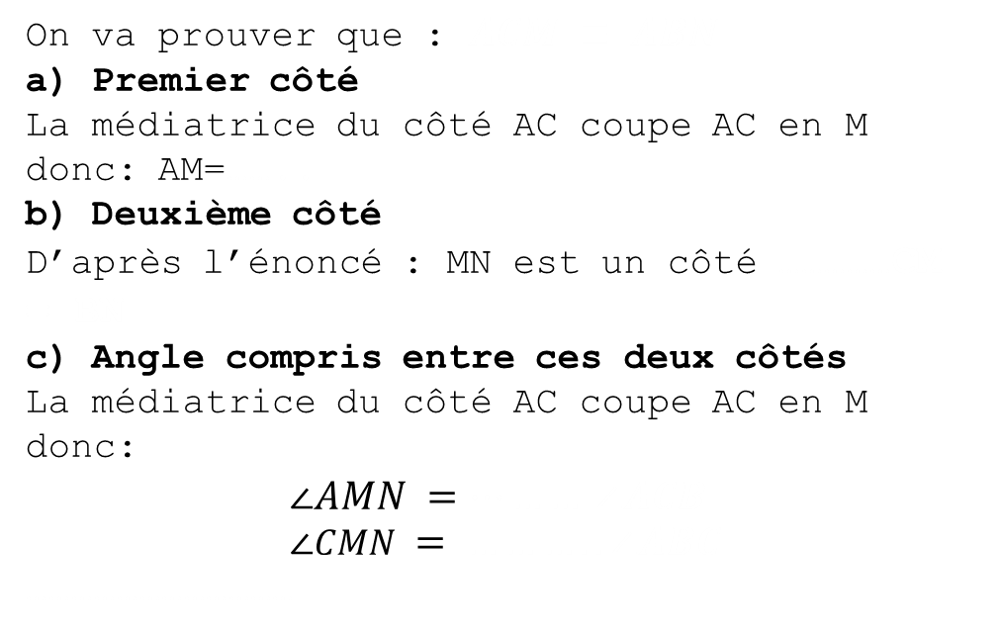 On va prouver que :
a) Premier côté
La médiatrice du côté AC coupe AC en M
donc: AM=
b) Deuxième côté
D’après l’énoncé : MN est un côté
c) Angle compris entre ces deux côtés
La médiatrice du côté AC coupe AC en M
donc:
∠AMN =
∠CMN =